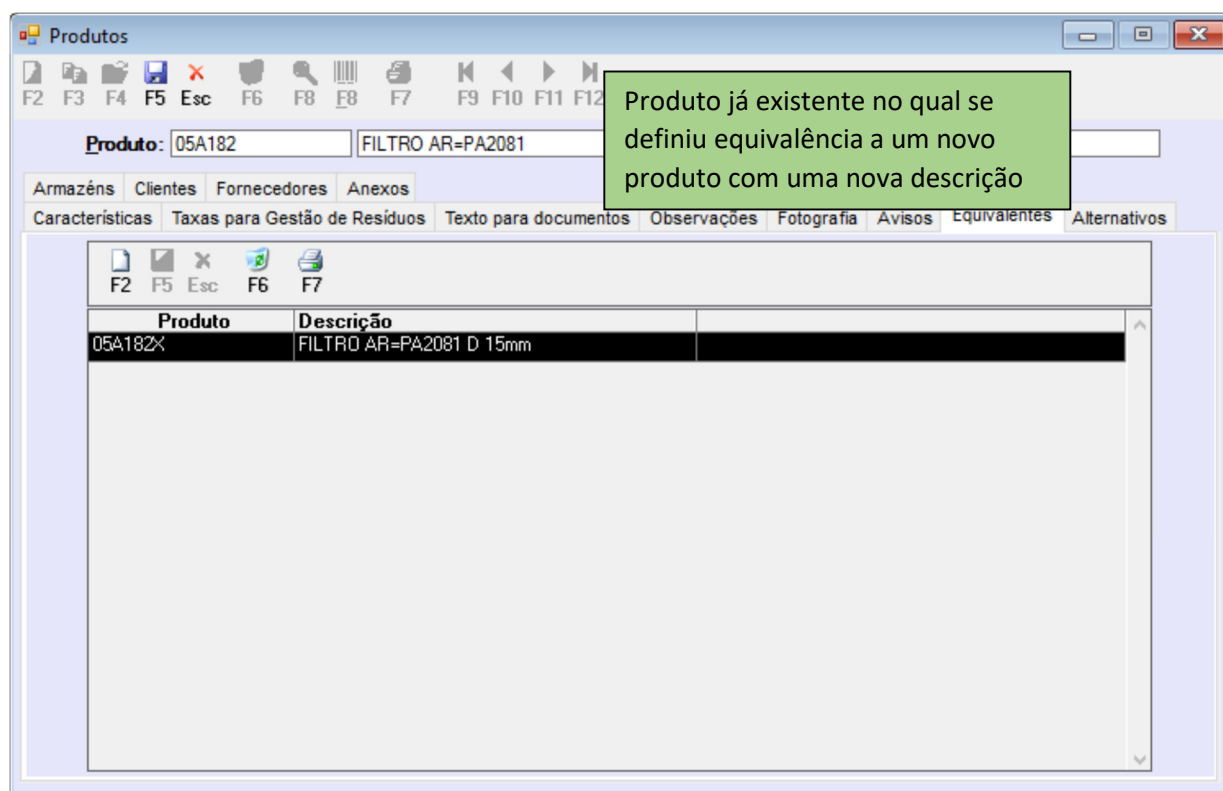 Produtos
F2 F3 F4 F5 Esc F6 F8 F8 F7 F9 F10 F11 F12
Produto já existente no qual se
definiu equivalência a um novo
produto com uma nova descrição
Produto: 05A182 FILTRO AR=PA2081
Armazéns Clientes Fornecedores Anexos
Características Taxas para Gestão de Resíduos Texto para documentos Observações Fotografia Avisos Equivalentes Alternativos
F2 F5 Esc F6 F7
Produto Descrição
05A182X FILTRO AR=PA2081 D 15mm